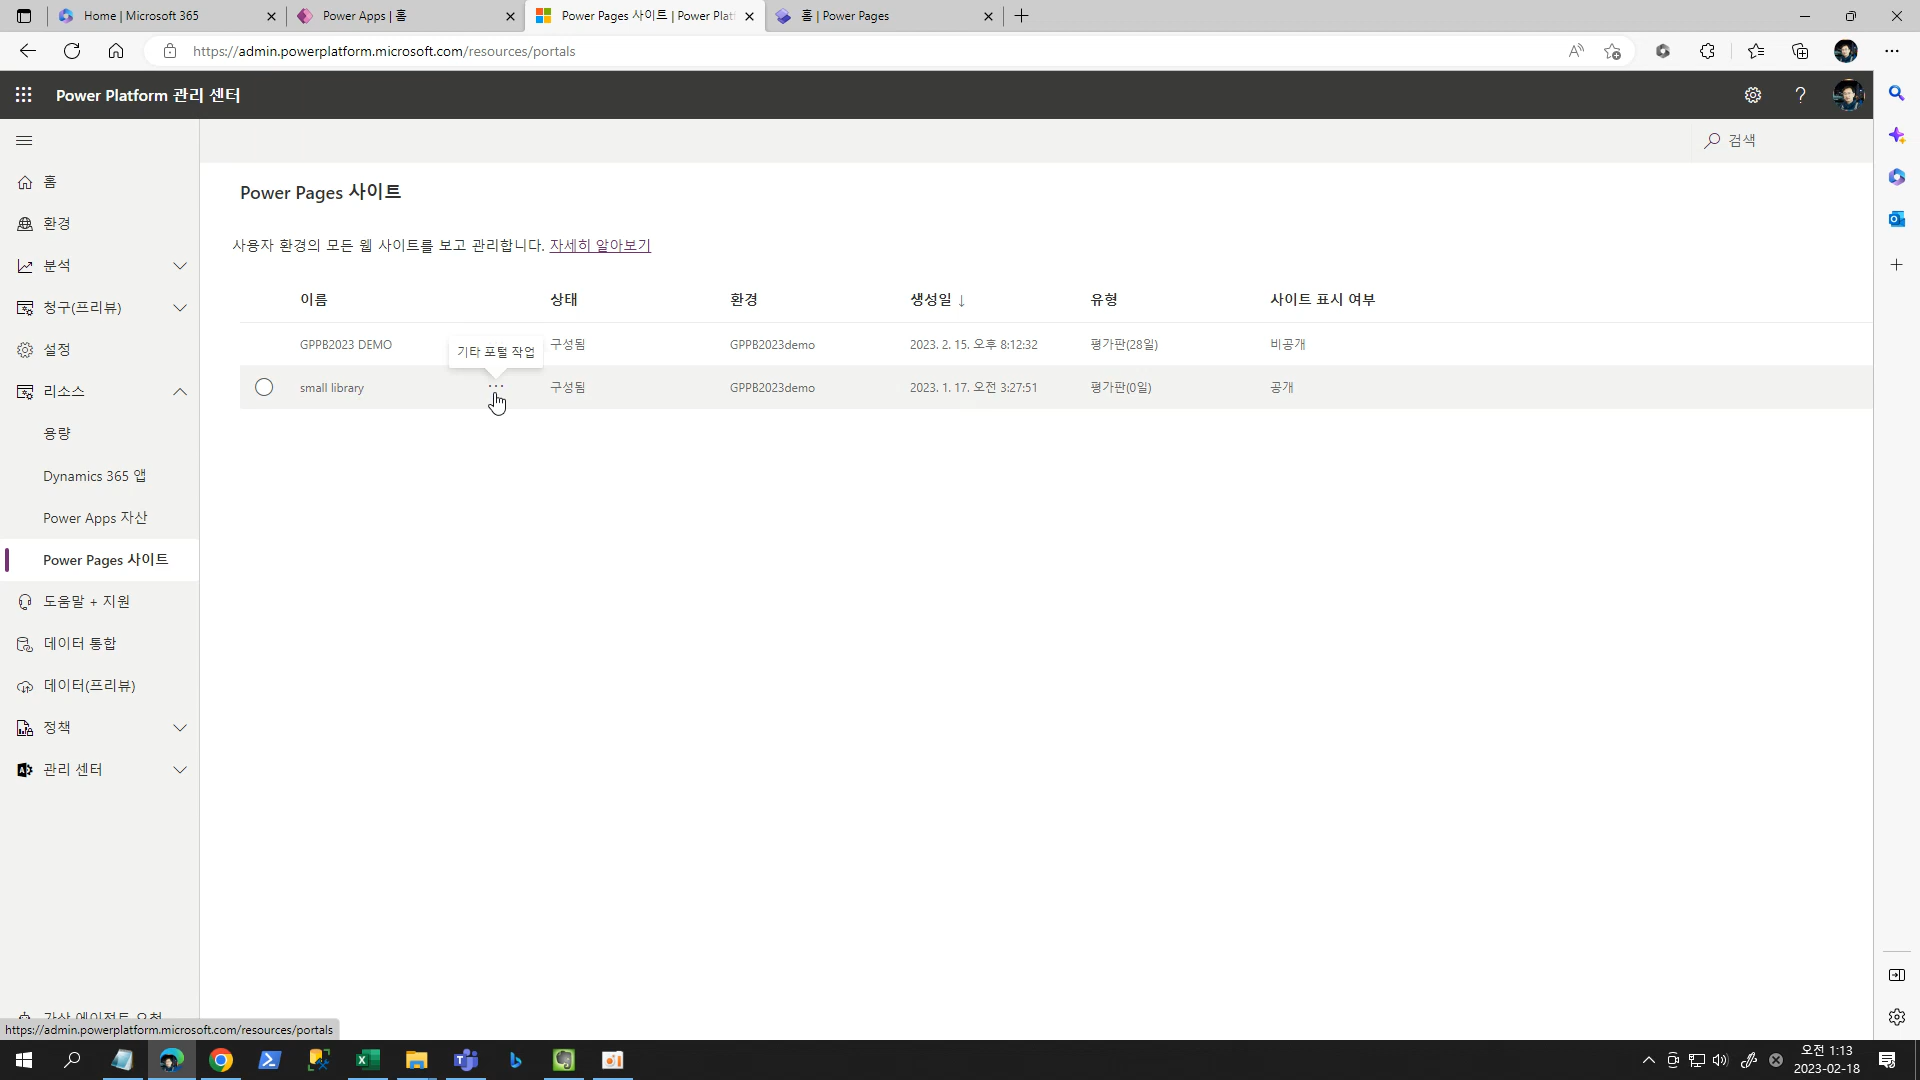 Home | Microsoft 365
Power Apps | 홈
Power Pages 사이트 | Power Plat
홈 | Power Pages
https://admin.powerplatform.microsoft.com/resources/portals
Power Platform 관리 센터
검색
홈
환경
분석
청구(프리뷰)
설정
리소스
용량
Dynamics 365 앱
Power Apps 자산
Power Pages 사이트
도움말 + 지원
데이터 통합
데이터(프리뷰)
정책
관리 센터
Power Pages 사이트
사용자 환경의 모든 웹 사이트를 보고 관리합니다. 자세히 알아보기
이름 상태 환경 생성일 ↓ 유형 사이트 표시 여부
GPPB2023 DEMO 구성됨 GPPB2023demo 2023. 2. 15. 오후 8:12:32 평가판(28일) 비공개
기타 포털 작업
small library ... 구성됨 GPPB2023demo 2023. 1. 17. 오전 3:27:51 평가판(0일) 공개
가상 에이전트 요청
https://admin.powerplatform.microsoft.com/resources/portals
오전 1:13
2023-02-18